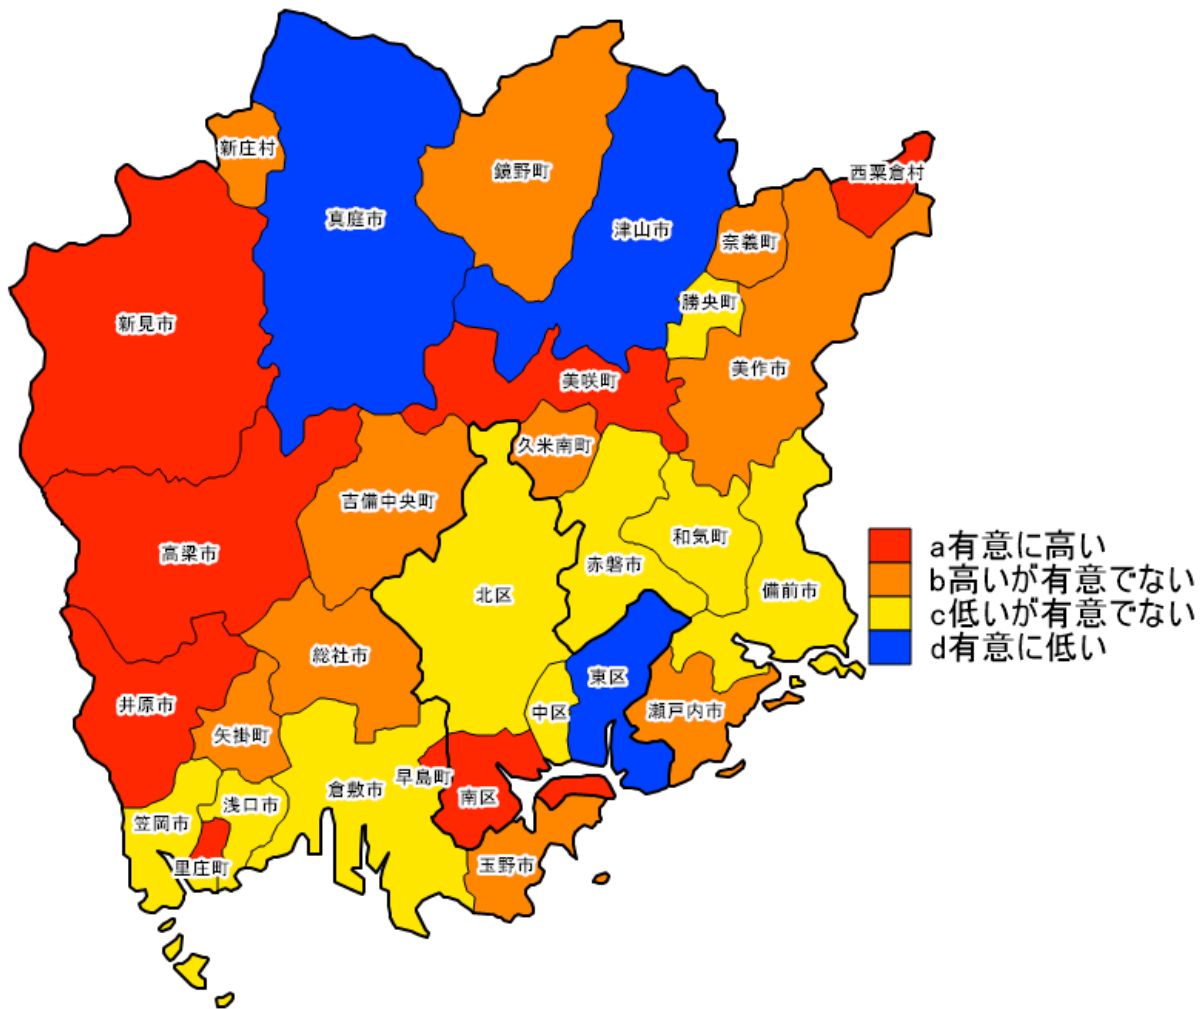 新庄村
鏡野町
西粟倉村
真庭市
津山市
奈義町
勝央町
新見市
美作市
美咲町
久米南町
吉備中央町
高梁市
和気町
赤磐市
備前市
北区
総社市
東区
井原市
中区
瀬戸内市
矢掛町
早島町
倉敷市
南区
浅口市
笠岡市
里庄町
玉野市
a有意に高い
b高いが有意でない
c低いが有意でない
d有意に低い